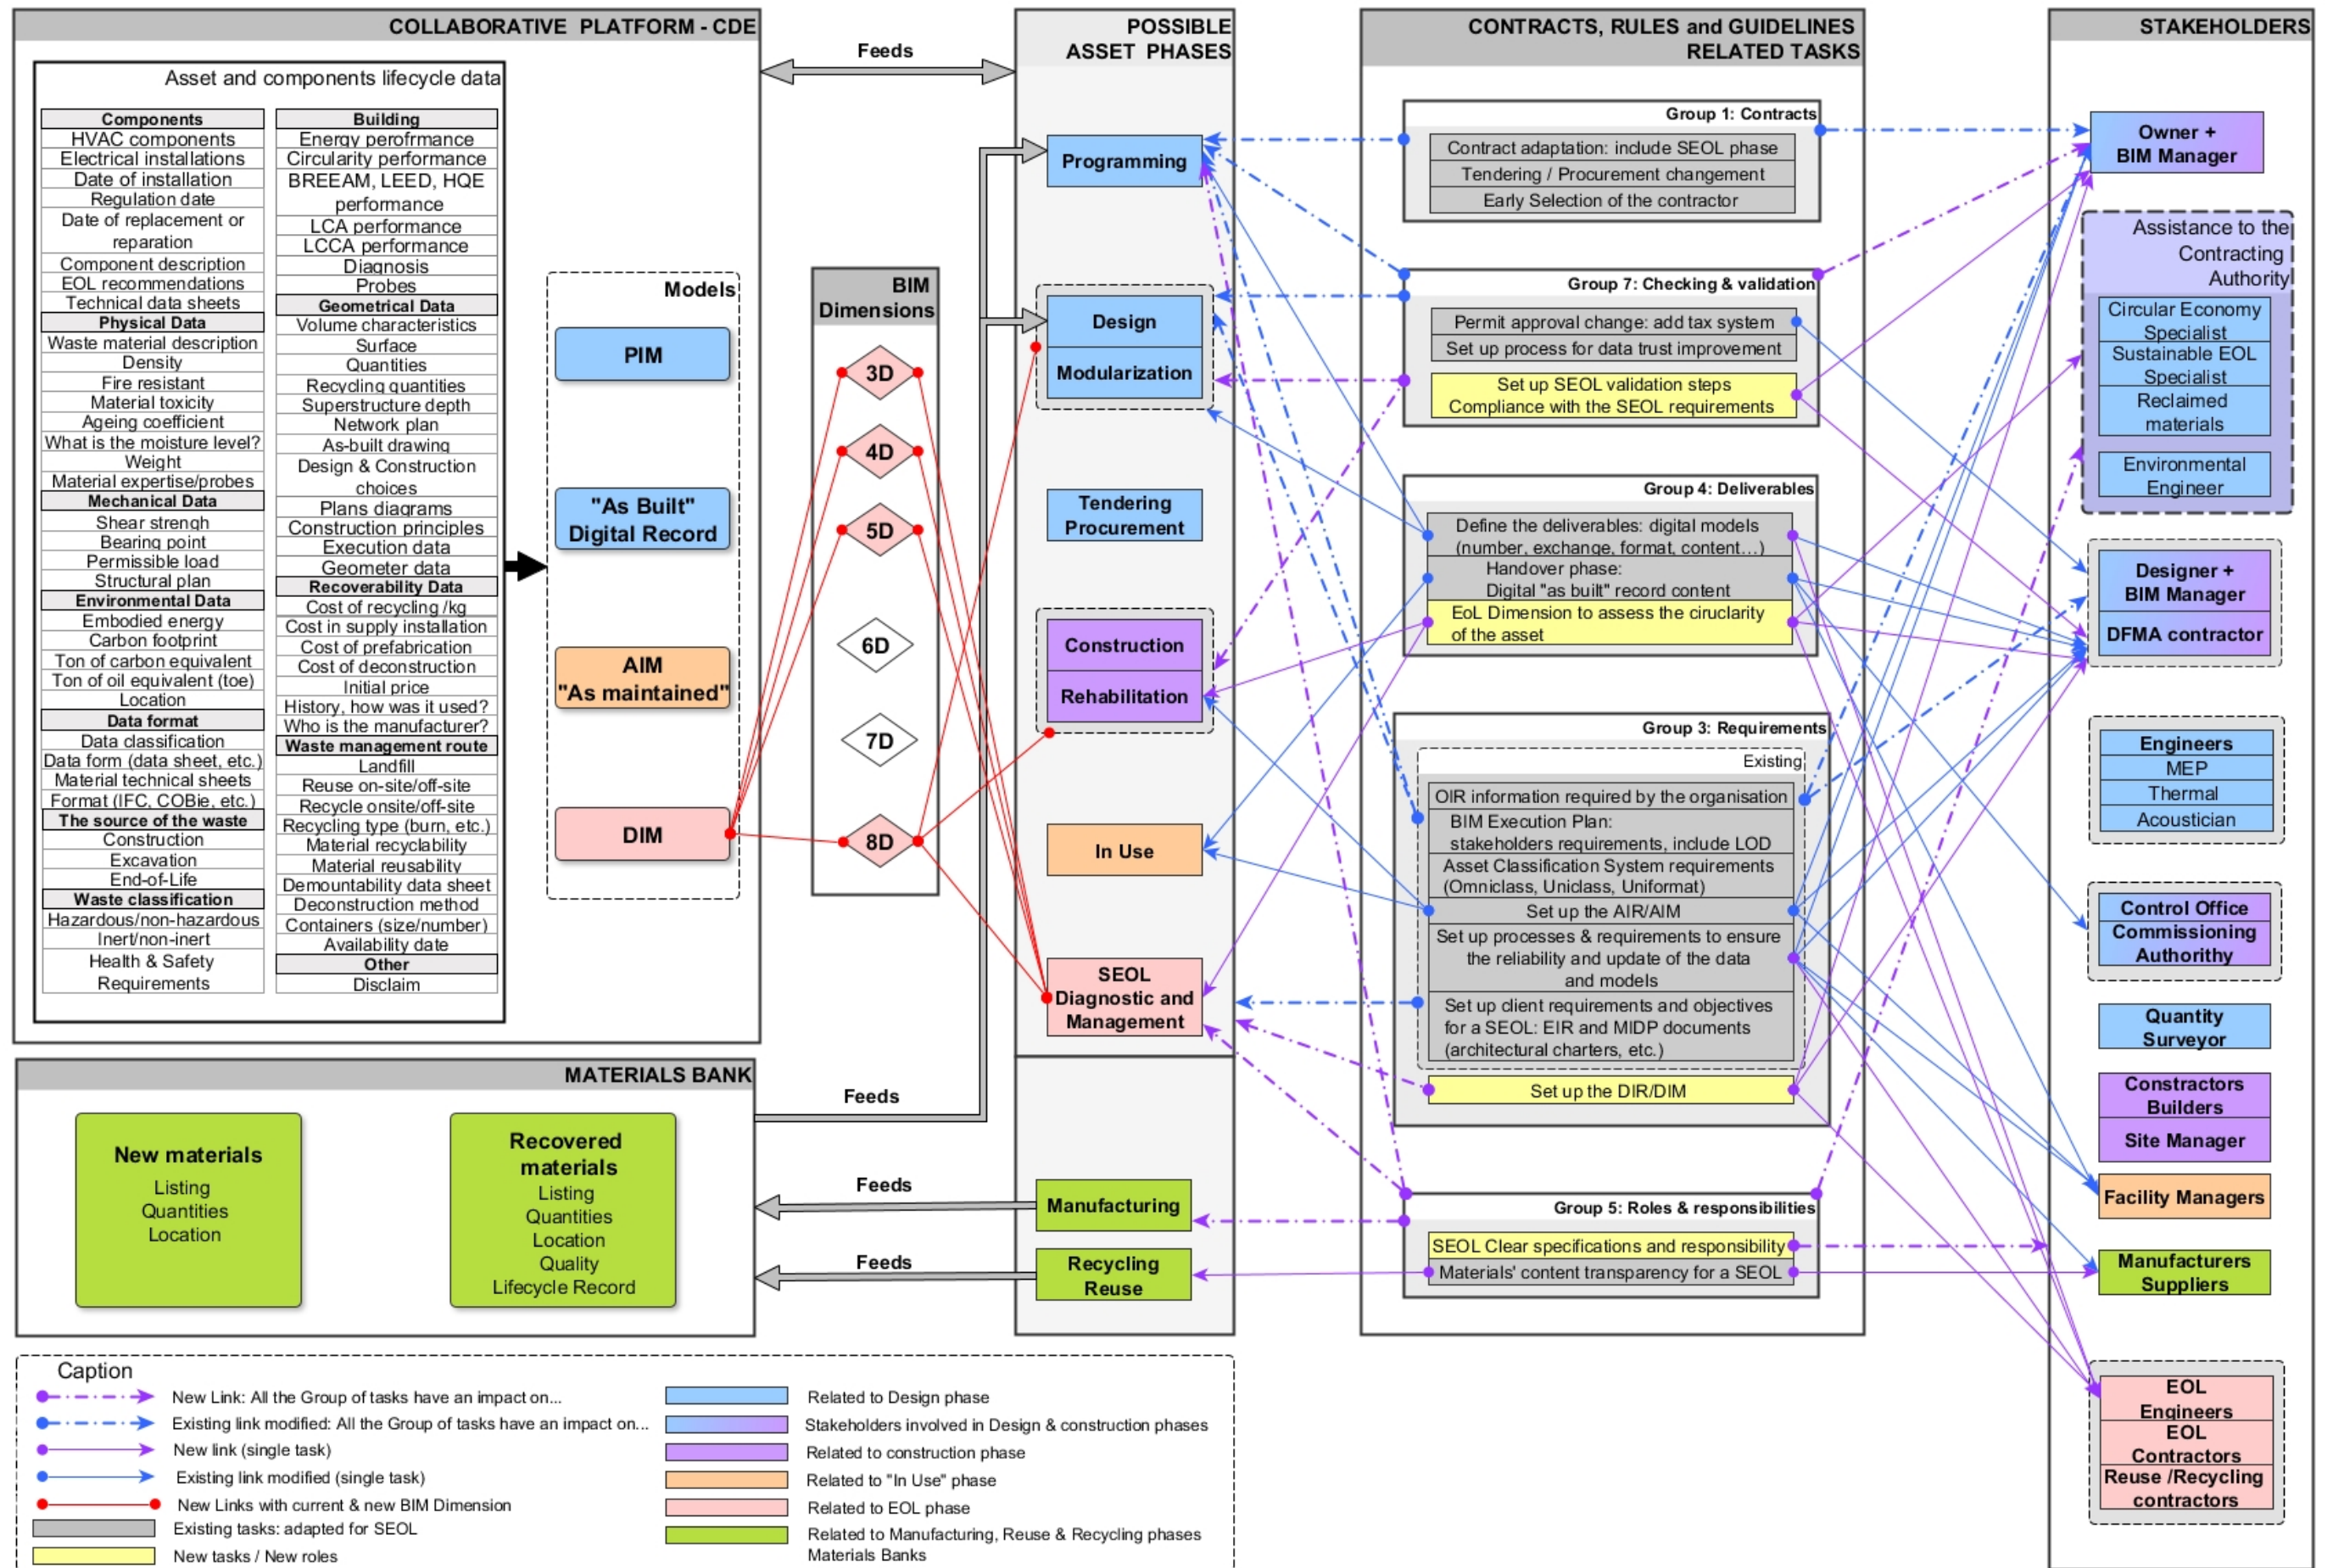 COLLABORATIVE PLATFORM - CDE
Asset and components lifecycle data
Components
HVAC components
Electrical installations
Date of installation
Regulation date
Date of replacement or
reparation
Component description
EOL recommendations
Technical data sheets
Physical Data
Waste material description
Density
Fire resistant
Material toxicity
Ageing coefficient
What is the moisture level?
Weight
Material expertise/probes
Mechanical Data
Shear strengh
Bearing point
Permissible load
Structural plan
Environmental Data
Embodied energy
Carbon footprint
Ton of carbon equivalent
Ton of oil equivalent (toe)
Location
Data format
Data classification
Data form (data sheet, etc.)
Material technical sheets
Format (IFC, COBie, etc.)
The source of the waste
Construction
Excavation
End-of-Life
Waste classification
Hazardous/non-hazardous
Inert/non-inert
Health & Safety
Requirements
Building
Energy perofrmance
Circularity performance
BREEAM, LEED, HQE
performance
LCA performance
LCCA performance
Diagnosis
Probes
Geometrical Data
Volume characteristics
Surface
Quantities
Recycling quantities
Superstructure depth
Network plan
As-built drawing
Design & Construction
choices
Plans diagrams
Construction principles
Execution data
Geometer data
Recoverability Data
Cost of recycling /kg
Cost in supply installation
Cost of prefabrication
Cost of deconstruction
Initial price
History, how was it used?
Who is the manufacturer?
Waste management route
Landfill
Reuse on-site/off-site
Recycle onsite/off-site
Recycling type (burn, etc.)
Material recyclability
Material reusability
Demountability data sheet
Deconstruction method
Containers (size/number)
Availability date
Other
Disclaim
Models
PIM
"As Built"
Digital Record
AIM
"As maintained"
DIM
Feeds
BIM
Dimensions
3D
4D
5D
6D
7D
8D
POSSIBLE
ASSET PHASES
Programming
Design
Modularization
Tendering
Procurement
Construction
Rehabilitation
In Use
SEOL
Diagnostic and
Management
Manufacturing
Recycling
Reuse
CONTRACTS, RULES and GUIDELINES
RELATED TASKS
Group 1: Contracts
Contract adaptation: include SEOL phase
Tendering / Procurement changement
Early Selection of the contractor
Group 7: Checking & validation
Permit approval change: add tax system
Set up process for data trust improvement
Set up SEOL validation steps
Compliance with the SEOL requirements
Group 4: Deliverables
Define the deliverables: digital models
(number, exchange, format, content...)
Handover phase:
Digital "as built" record content
EoL Dimension to assess the ciruclarity
of the asset
Group 3: Requirements
Existing
OIR information required by the organisation
BIM Execution Plan:
stakeholders requirements, include LOD
Asset Classification System requirements
(Omniclass, Uniclass, Uniformat)
Set up the AIR/AIM
Set up processes & requirements to ensure
the reliability and update of the data
and models
Set up client requirements and objectives
for a SEOL: EIR and MIDP documents
(architectural charters, etc.)
Set up the DIR/DIM
Group 5: Roles & responsibilities
SEOL Clear specifications and responsibility
Materials' content transparency for a SEOL
STAKEHOLDERS
Owner +
BIM Manager
Assistance to the
Contracting
Authority
Circular Economy
Specialist
Sustainable EOL
Specialist
Reclaimed
materials
Environmental
Engineer
Designer +
BIM Manager
DFMA contractor
Engineers
MEP
Thermal
Acoustician
Control Office
Commissioning
Authorithy
Quantity
Surveyor
Constractors
Builders
Site Manager
Facility Managers
Manufacturers
Suppliers
EOL
Engineers
EOL
Contractors
Reuse /Recycling
contractors
MATERIALS BANK
New materials
Listing
Quantities
Location
Recovered
materials
Listing
Quantities
Location
Quality
Lifecycle Record
Feeds
Feeds
Feeds
Caption
New Link: All the Group of tasks have an impact on...
Existing link modified: All the Group of tasks have an impact on...
New link (single task)
Existing link modified (single task)
New Links with current & new BIM Dimension
Existing tasks: adapted for SEOL
New tasks / New roles
Related to Design phase
Stakeholders involved in Design & construction phases
Related to construction phase
Related to "In Use" phase
Related to EOL phase
Related to Manufacturing, Reuse & Recycling phases
Materials Banks